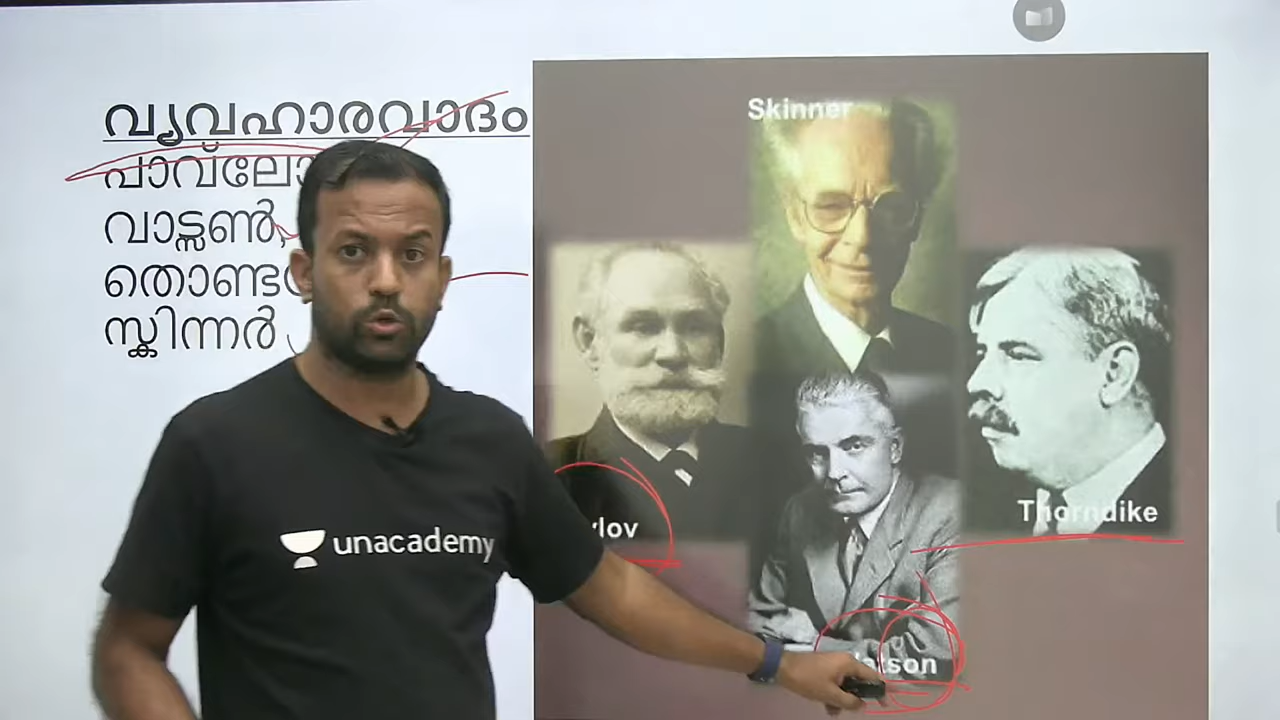 വ്യവഹാരവാദം
വാട്സൺ,
സ്കിന്നർ
Skinner
Thorndike
unacademy